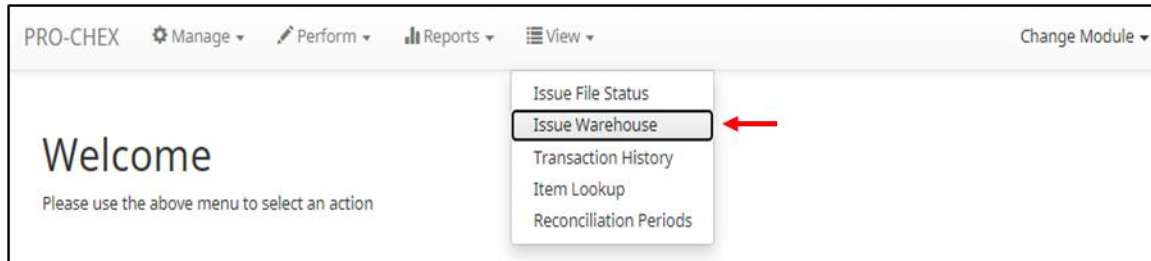 PRO-CHEX Manage Perform Reports View Change Module
Issue File Status
Issue Warehouse
Transaction History
Item Lookup
Reconciliation Periods
Welcome
Please use the above menu to select an action